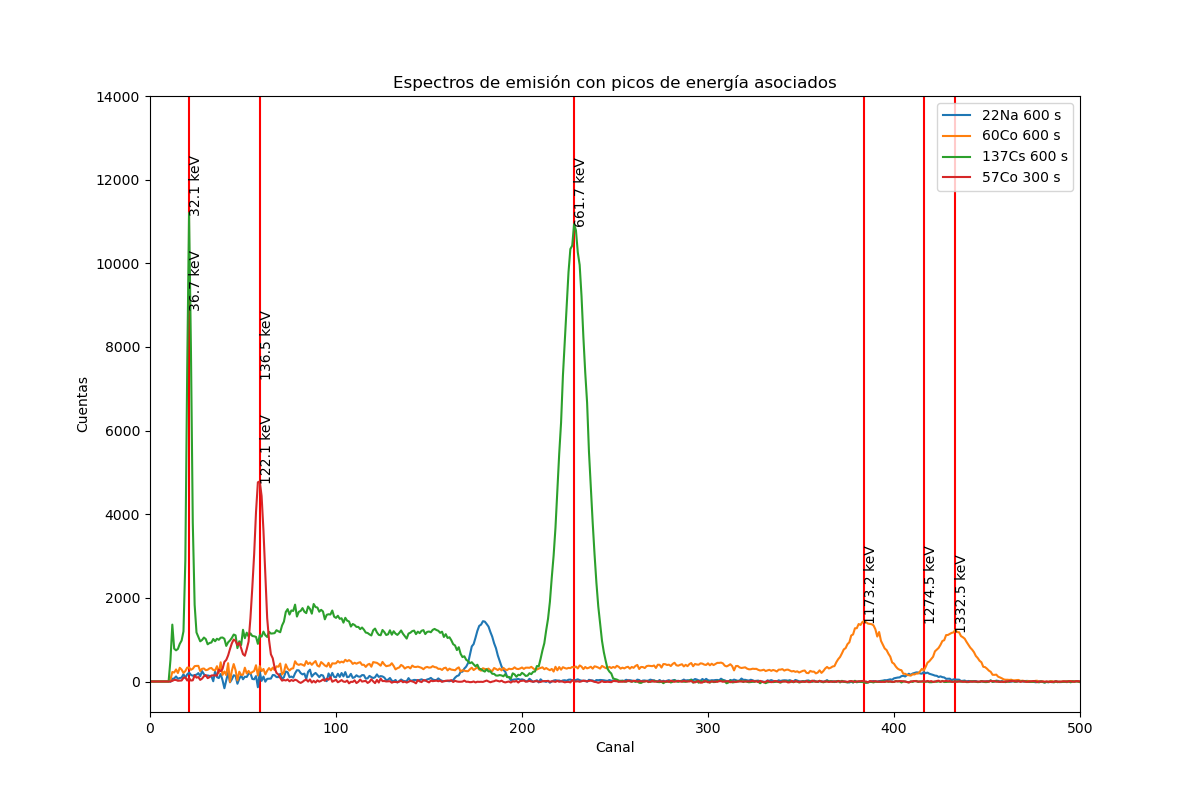 Espectros de emisión con picos de energía asociados
14000
12000
10000
8000
6000
4000
2000
0
Cuentas
32.1 keV
36.7 keV
136.5 keV
122.1 keV
661.7 keV
1173.2 keV
1274.5 keV
1332.5 keV
22Na 600 s
60Co 600 s
137Cs 600 s
57Co 300 s
0
100
200
300
400
500
Canal